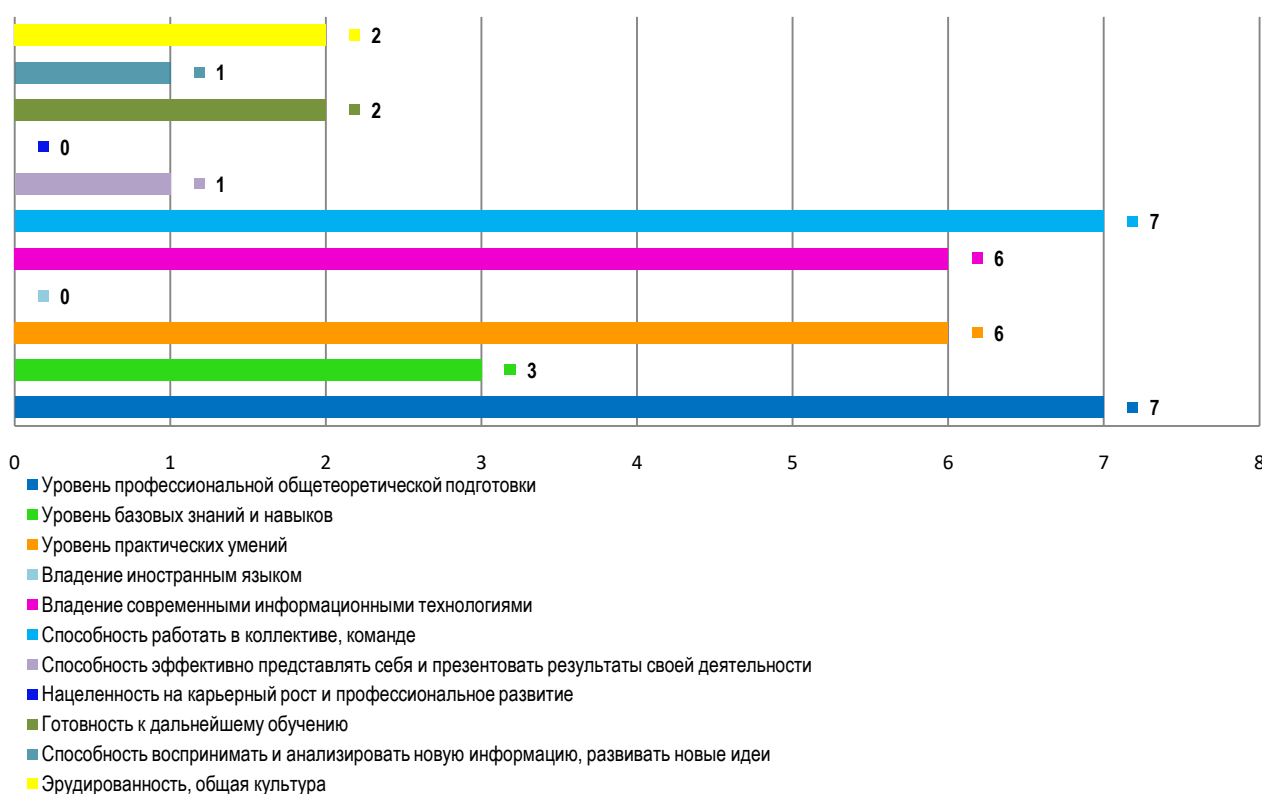 2
1
2
0
1
7
6
0
6
3
7
0 1 2 3 4 5 6 7 8
Уровень профессиональной общетеоретической подготовки
Уровень базовых знаний и навыков
Уровень практических умений
Владение иностранным языком
Владение современными информационными технологиями
Способность работать в коллективе, команде
Способность эффективно представлять себя и презентовать результаты своей деятельности
Нацеленность на карьерный рост и профессиональное развитие
Готовность к дальнейшему обучению
Способность воспринимать и анализировать новую информацию, развивать новые идеи
Эрудированность, общая культура